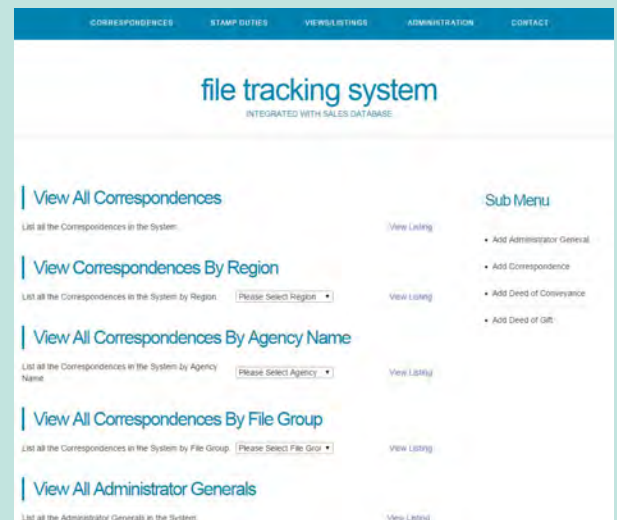 CORRESPONDENCES STAMP DUTIES VIEWS/LISTINGS ADMINISTRATION CONTACT
file tracking system
INTEGRATED WITH SALES DATABASE
View All Correspondences
List all the Correspondences in the System. View Listing
View Correspondences By Region
List all the Correspondences in the System by Region Please Select Region View Listing
View All Correspondences By Agency Name
List all the Correspondences in the System by Agency
Name Please Select Agency View Listing
View All Correspondences By File Group
List all the Correspondences in the System by File Group Please Select File Grou View Listing
View All Administrator Generals
List all the Administrator Generals in the System View Listing
Sub Menu
• Add Administrator General
• Add Correspondence
• Add Deed of Conveyance
• Add Deed of Gift